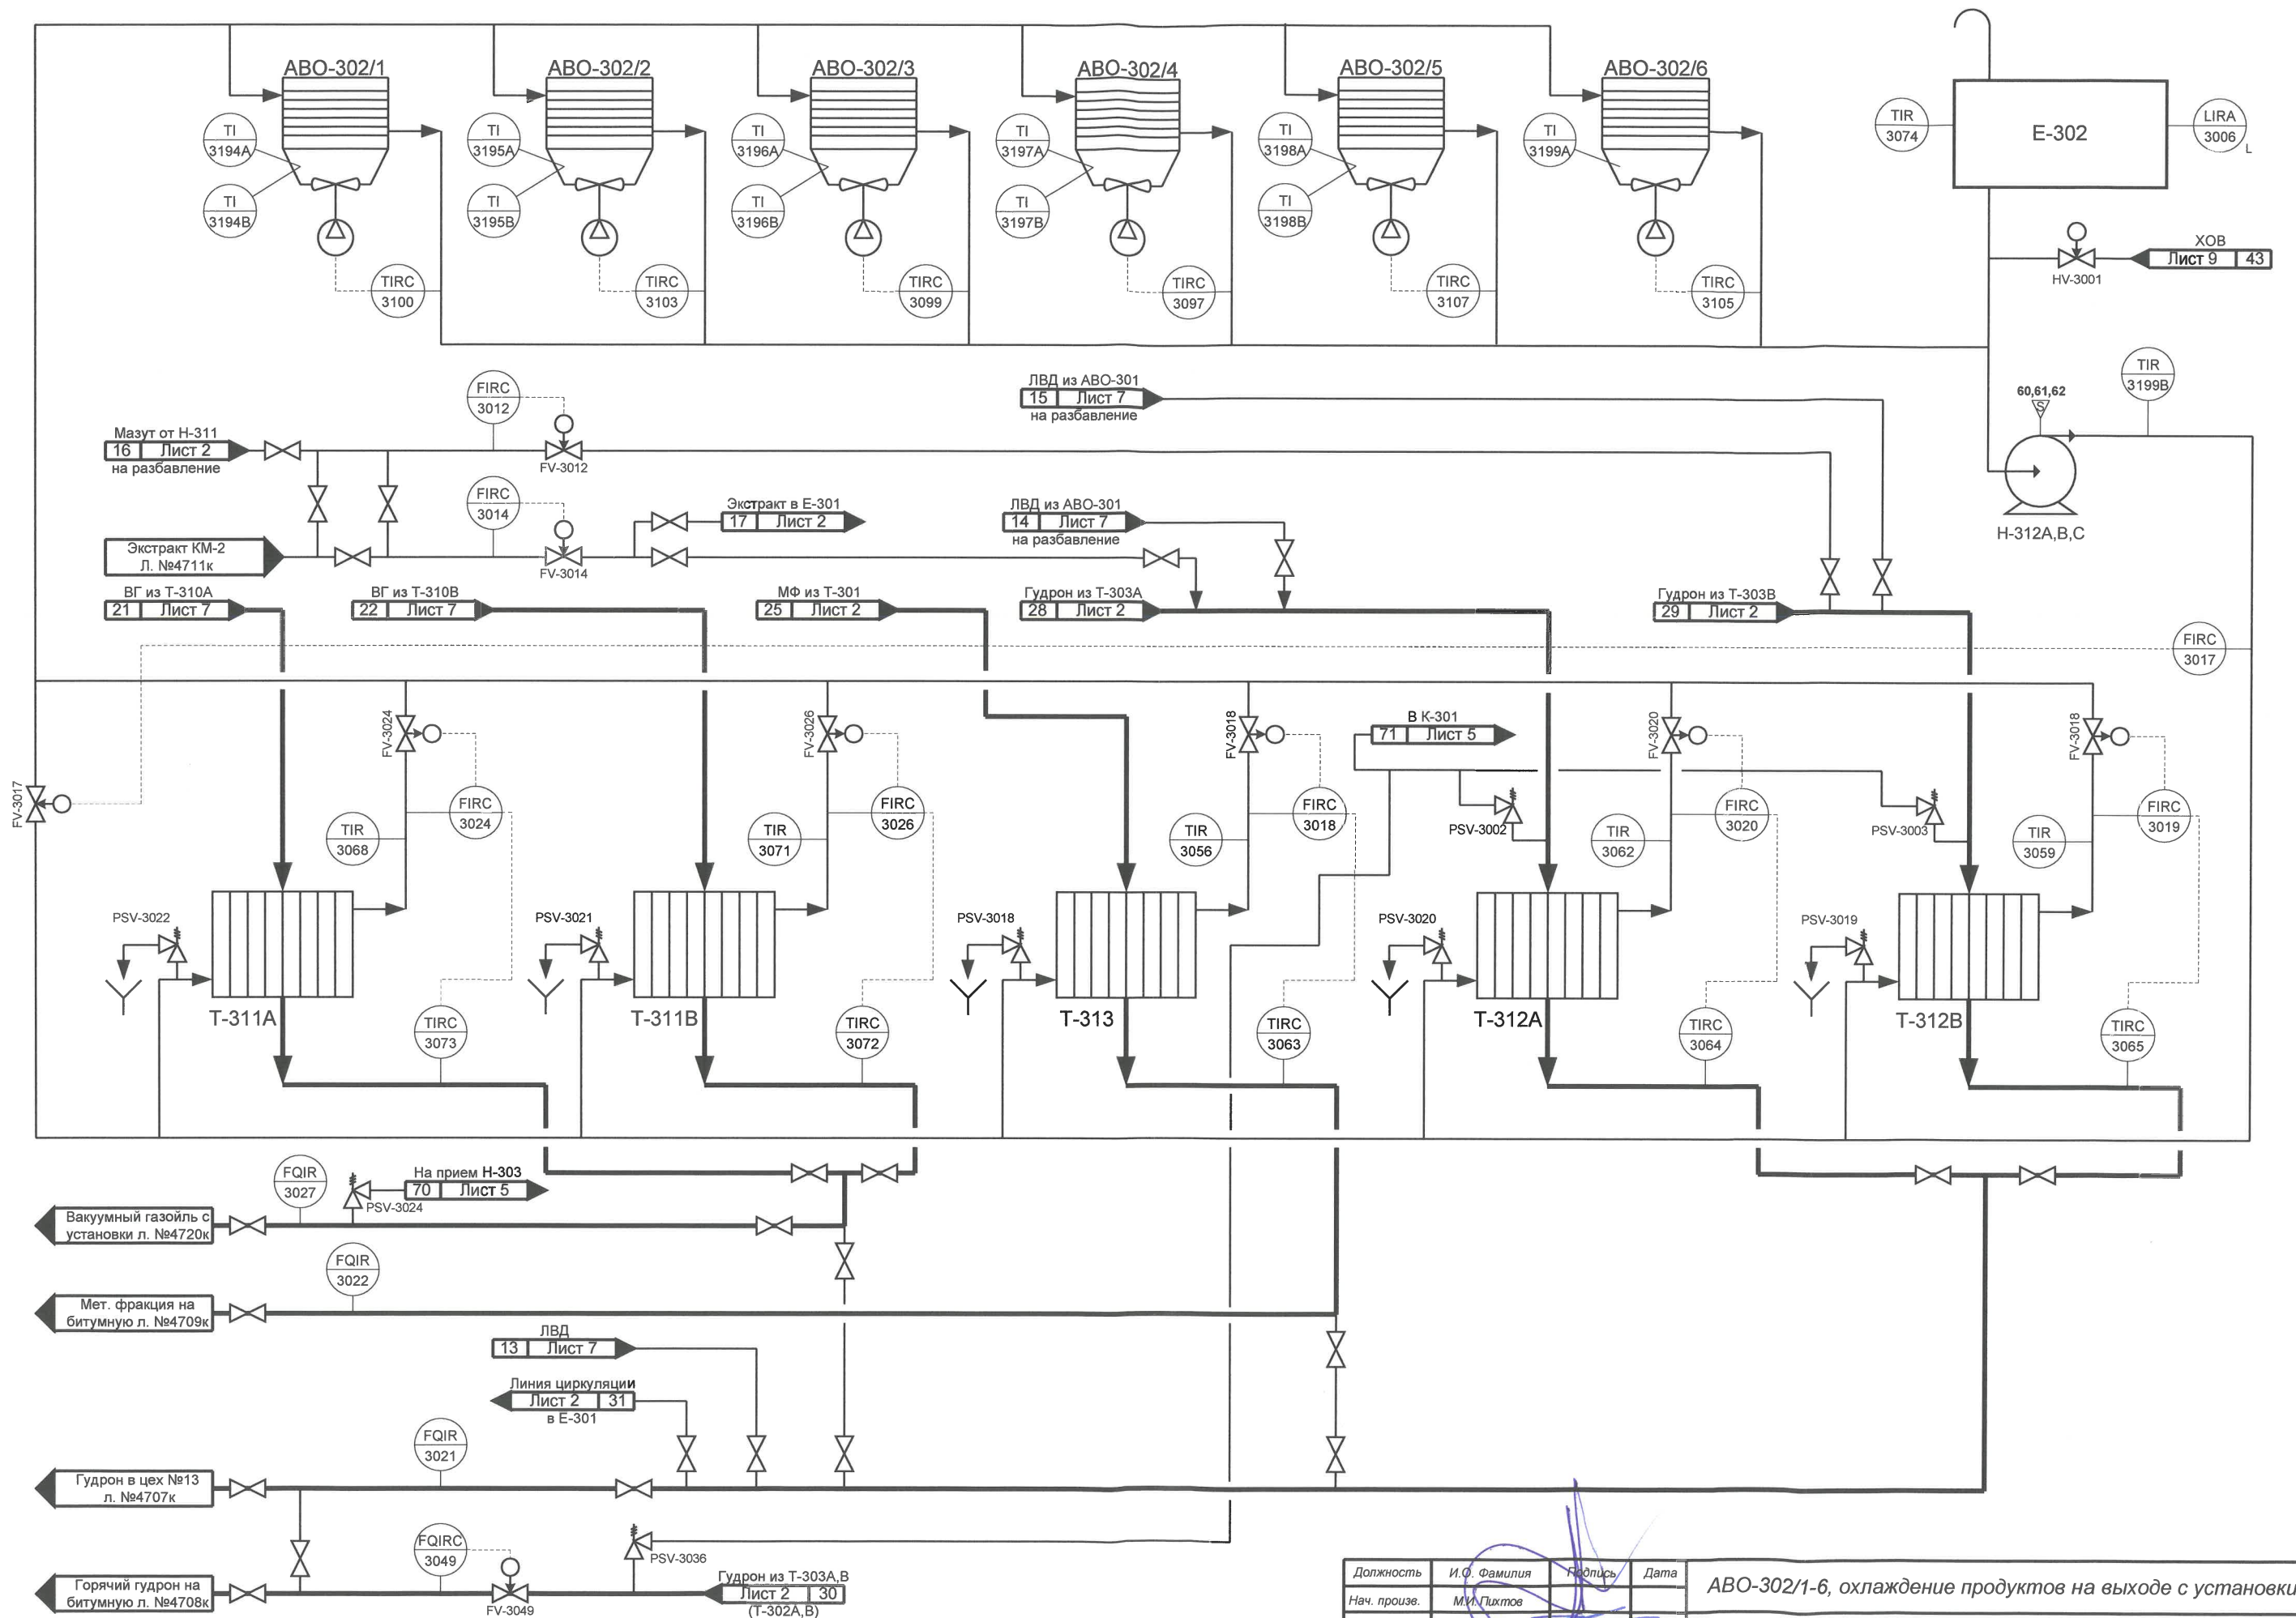 АВО-302/1
АВО-302/2
АВО-302/3
АВО-302/4
АВО-302/5
АВО-302/6
TI
3194A
TI
3194B
TI
3195A
TI
3195B
TI
3196A
TI
3196B
TI
3197A
TI
3197B
TI
3198A
TI
3198B
TI
3199A
TIR
3074
Е-302
LIRA
3006
L
TIRC
3100
TIRC
3103
TIRC
3099
TIRC
3097
TIRC
3107
TIRC
3105
ХОВ
Лист 9 43
HV-3001
TIR
3199B
60,61,62
S
Н-312А,В,С
FIRC
3012
FV-3012
Мазут от Н-311
16 Лист 2
на разбавление
ЛВД из АВО-301
15 Лист 7
на разбавление
FIRC
3014
FV-3014
Экстракт в Е-301
17 Лист 2
ЛВД из АВО-301
14 Лист 7
на разбавление
Экстракт КМ-2
Л. №4711к
ВГ из Т-310А
21 Лист 7
ВГ из Т-310В
22 Лист 7
МФ из Т-301
25 Лист 2
Гудрон из Т-303А
28 Лист 2
Гудрон из Т-303В
29 Лист 2
FIRC
3017
FV-3017
FV-3024
FIRC
3024
TIR
3068
FV-3026
FIRC
3026
TIR
3071
FV-3018
FIRC
3018
TIR
3056
В К-301
71 Лист 5
PSV-3002
FV-3020
FIRC
3020
TIR
3062
PSV-3003
FV-3018
FIRC
3019
TIR
3059
PSV-3022
PSV-3021
PSV-3018
PSV-3020
PSV-3019
Т-311А
Т-311В
Т-313
Т-312А
Т-312В
TIRC
3073
TIRC
3072
TIRC
3063
TIRC
3064
TIRC
3065
FQIR
3027
На прием Н-303
70 Лист 5
PSV-3024
Вакуумный газойль с
установки л. №4720к
FQIR
3022
Мет. фракция на
битумную л. №4709к
ЛВД
13 Лист 7
Линия циркуляции
Лист 2 31
в Е-301
FQIR
3021
Гудрон в цех №13
л. №4707к
FQIRC
3049
FV-3049
PSV-3036
Гудрон из Т-303А,В
Лист 2 30
(Т-302А,В)
Горячий гудрон на
битумную л. №4708к
Должность И.О. Фамилия Подпись Дата
Нач. произв. М.И. Пихтов
АВО-302/1-6, охлаждение продуктов на выходе с установки